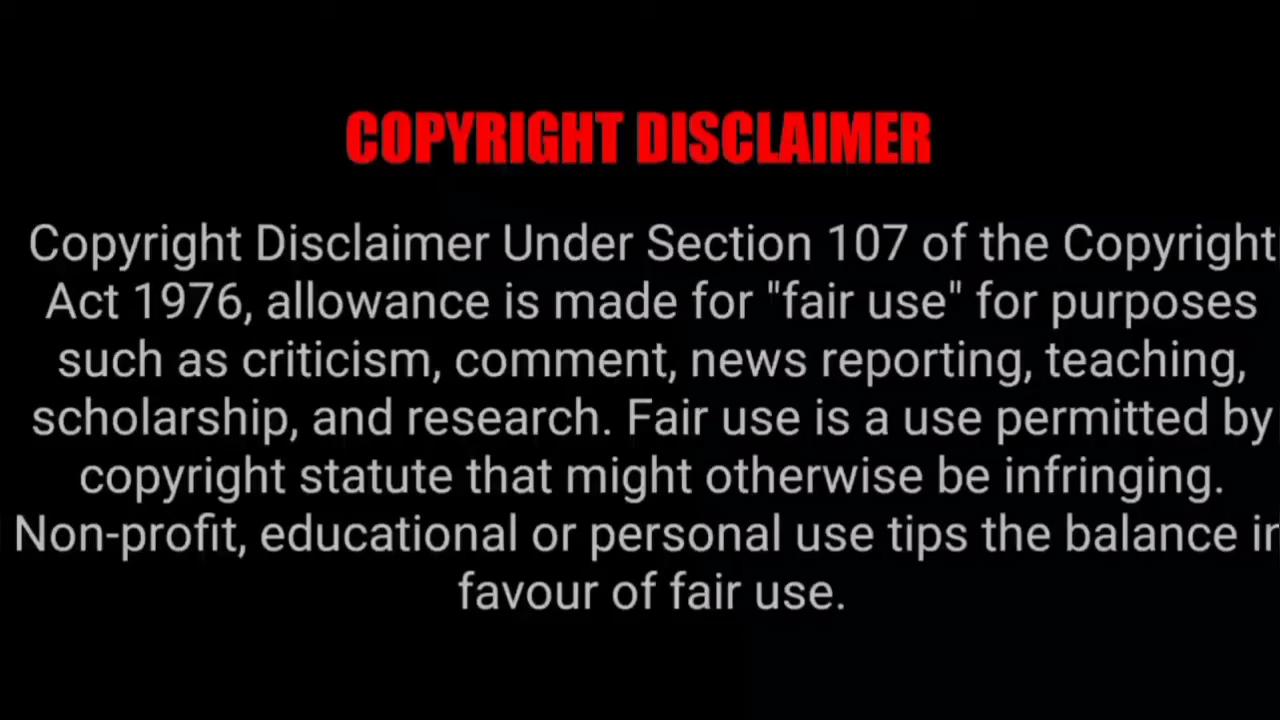 COPYRIGHT DISCLAIMER
Copyright Disclaimer Under Section 107 of the Copyright
Act 1976, allowance is made for "fair use" for purposes
such as criticism, comment, news reporting, teaching,
scholarship, and research. Fair use is a use permitted by
copyright statute that might otherwise be infringing.
Non-profit, educational or personal use tips the balance in
favour of fair use.